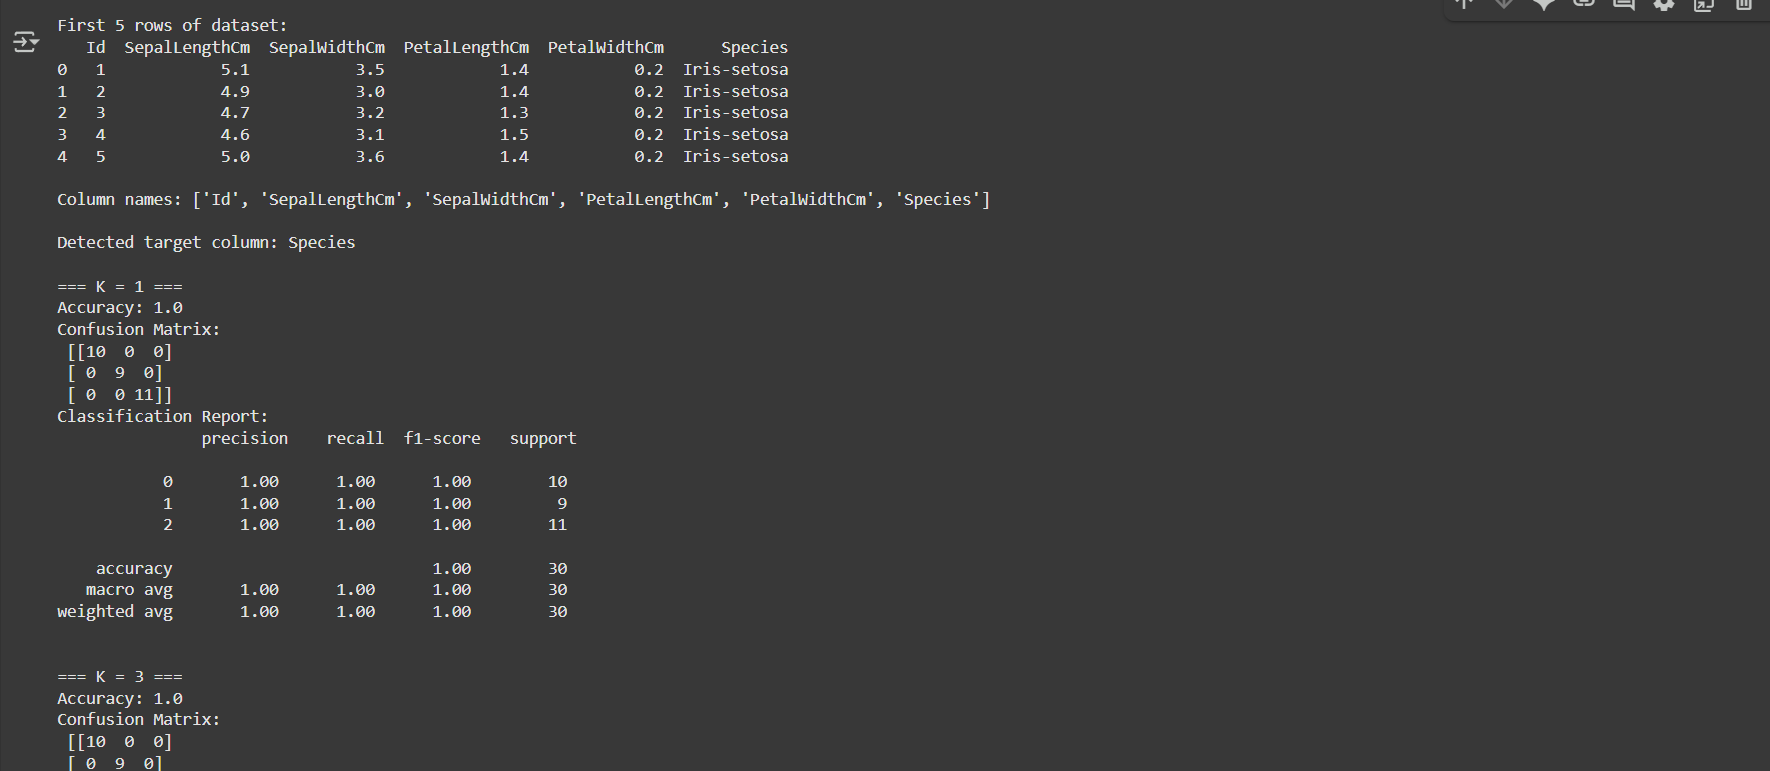 First 5 rows of dataset:
   Id  SepalLengthCm  SepalWidthCm  PetalLengthCm  PetalWidthCm      Species
0   1            5.1           3.5            1.4           0.2  Iris-setosa
1   2            4.9           3.0            1.4           0.2  Iris-setosa
2   3            4.7           3.2            1.3           0.2  Iris-setosa
3   4            4.6           3.1            1.5           0.2  Iris-setosa
4   5            5.0           3.6            1.4           0.2  Iris-setosa
Column names: ['Id', 'SepalLengthCm', 'SepalWidthCm', 'PetalLengthCm', 'PetalWidthCm', 'Species']
Detected target column: Species
=== K = 1 ===
Accuracy: 1.0
Confusion Matrix:
 [[10  0  0]
 [ 0  9  0]
 [ 0  0 11]]
Classification Report:
               precision    recall  f1-score   support
           0       1.00      1.00      1.00        10
           1       1.00      1.00      1.00         9
           2       1.00      1.00      1.00        11
    accuracy                           1.00        30
   macro avg       1.00      1.00      1.00        30
weighted avg       1.00      1.00      1.00        30
=== K = 3 ===
Accuracy: 1.0
Confusion Matrix:
 [[10  0  0]
 [ 0  9  0]